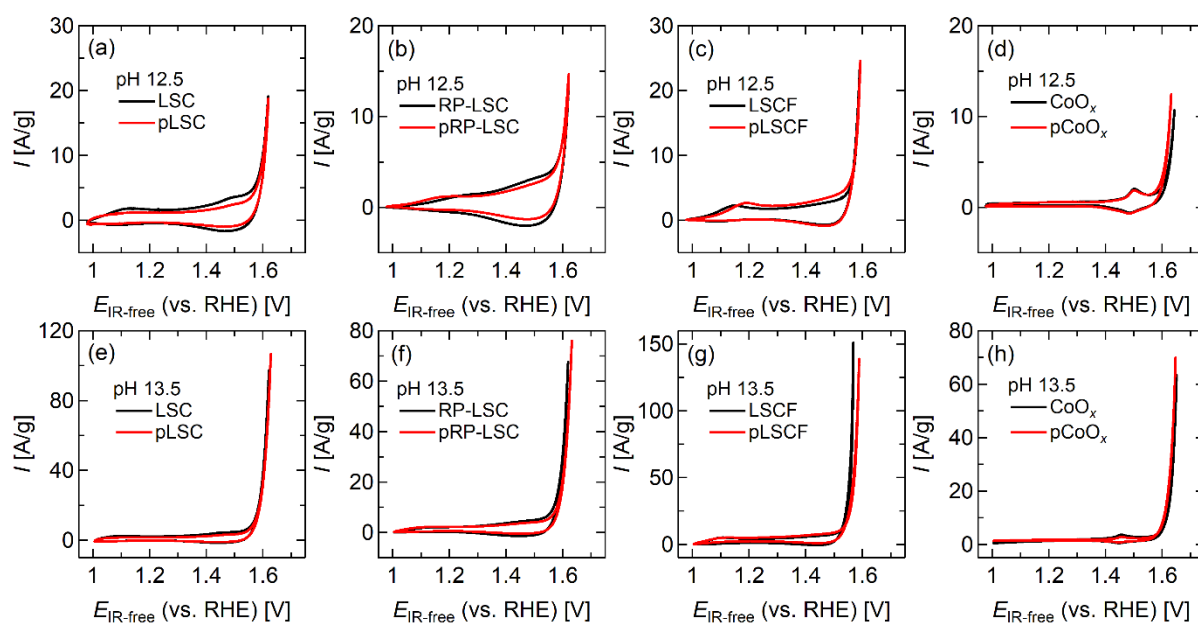 (a)
pH 12.5
LSC
pLSC
I [A/g]
30
20
10
0
1 1.2 1.4 1.6
E_IR-free (vs. RHE) [V]
(b)
pH 12.5
RP-LSC
pRP-LSC
I [A/g]
20
15
10
5
0
-5
1 1.2 1.4 1.6
E_IR-free (vs. RHE) [V]
(c)
pH 12.5
LSCF
pLSCF
I [A/g]
30
20
10
0
1 1.2 1.4 1.6
E_IR-free (vs. RHE) [V]
(d)
pH 12.5
CoOₓ
pCoOₓ
I [A/g]
20
10
0
1 1.2 1.4 1.6
E_IR-free (vs. RHE) [V]
(e)
pH 13.5
LSC
pLSC
I [A/g]
120
80
40
0
1 1.2 1.4 1.6
E_IR-free (vs. RHE) [V]
(f)
pH 13.5
RP-LSC
pRP-LSC
I [A/g]
80
60
40
20
0
1 1.2 1.4 1.6
E_IR-free (vs. RHE) [V]
(g)
pH 13.5
LSCF
pLSCF
I [A/g]
150
100
50
0
1 1.2 1.4 1.6
E_IR-free (vs. RHE) [V]
(h)
pH 13.5
CoOₓ
pCoOₓ
I [A/g]
80
60
40
20
0
1 1.2 1.4 1.6
E_IR-free (vs. RHE) [V]